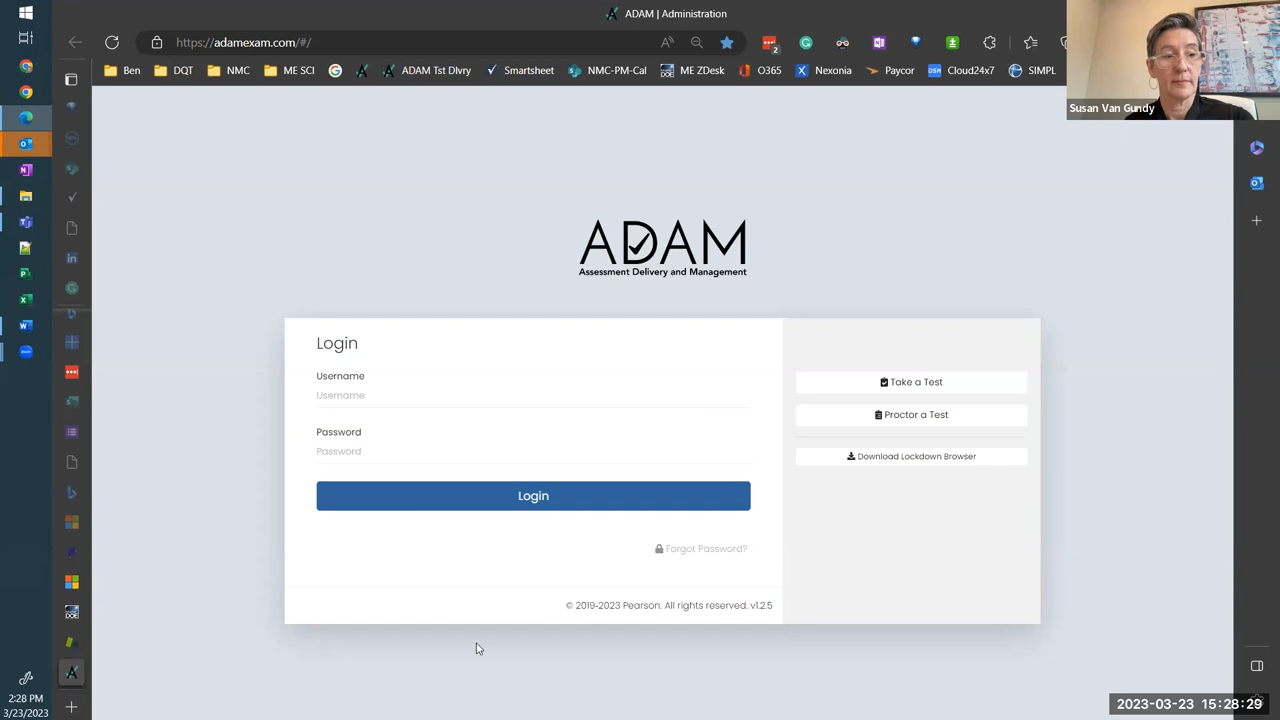 ADAM | Administration
https://adamexam.com/#/
2
Ben
DQT
NMC
ME SCI
ADAM Tst Dlvry
Smartsheet
NMC-PM-Cal
ME ZDesk
O365
Nexonia
Paycor
Cloud24x7
SIMPL
Susan Van Gundy
ADAM
Assessment Delivery and Management
Login
Username
Username
Password
Password
Login
Forgot Password?
© 2019-2023 Pearson. All rights reserved. v1.2.5
Take a Test
Proctor a Test
Download Lockdown Browser
2:28 PM
3/23/2023
2023-03-23 15:28:29